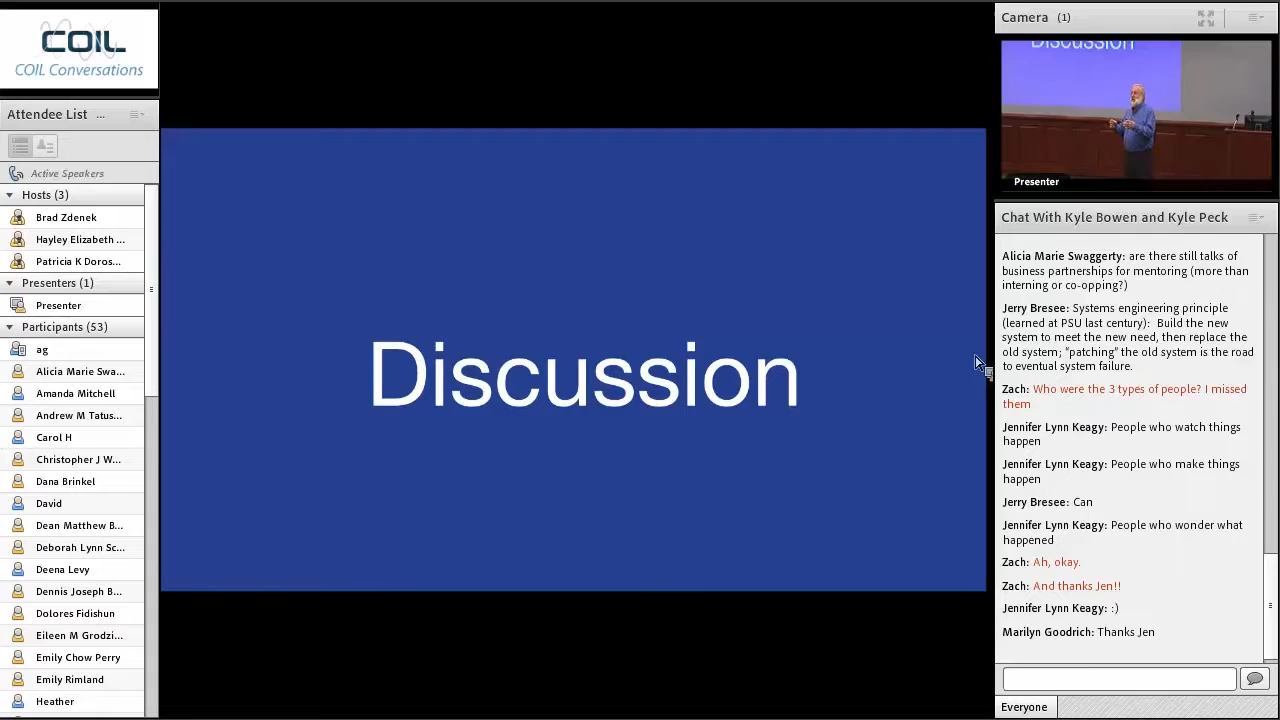 COIL
COIL Conversations
Attendee List ...
Active Speakers
Hosts (3)
Brad Zdenek
Hayley Elizabeth ...
Patricia K Doros...
Presenters (1)
Presenter
Participants (53)
ag
Alicia Marie Swa...
Amanda Mitchell
Andrew M Tatus...
Carol H
Christopher J W...
Dana Brinkel
David
Dean Matthew B...
Deborah Lynn Sc...
Deena Levy
Dennis Joseph B...
Dolores Fidishun
Eileen M Grodzi...
Emily Chow Perry
Emily Rimland
Heather
Discussion
Camera (1)
Discussion
Presenter
Chat With Kyle Bowen and Kyle Peck
Alicia Marie Swaggerty: are there still talks of
business partnerships for mentoring (more than
interning or co-opping?)
Jerry Bresee: Systems engineering principle
(learned at PSU last century): Build the new
system to meet the new need, then replace the
old system; "patching" the old system is the road
to eventual system failure.
Zach: Who were the 3 types of people? I missed
them
Jennifer Lynn Keagy: People who watch things
happen
Jennifer Lynn Keagy: People who make things
happen
Jerry Bresee: Can
Jennifer Lynn Keagy: People who wonder what
happened
Zach: Ah, okay.
Zach: And thanks Jen!!
Jennifer Lynn Keagy: :)
Marilyn Goodrich: Thanks Jen
Everyone